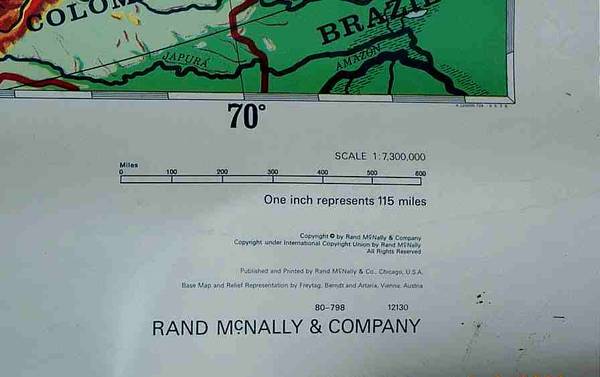 COLOM
BRAZIL
JAPURÁ
AMAZON
70°
SCALE 1:7,300,000
Miles
0 100 200 300 400 500 600
One inch represents 115 miles
Copyright © by Rand McNally & Company
Copyright under International Copyright Union by Rand McNally
All Rights Reserved
Published and Printed by Rand McNally & Co., Chicago, U.S.A.
Base Map and Relief Representation by Freytag, Berndt and Artaria, Vienna, Austria
80-798 12130
RAND McNALLY & COMPANY